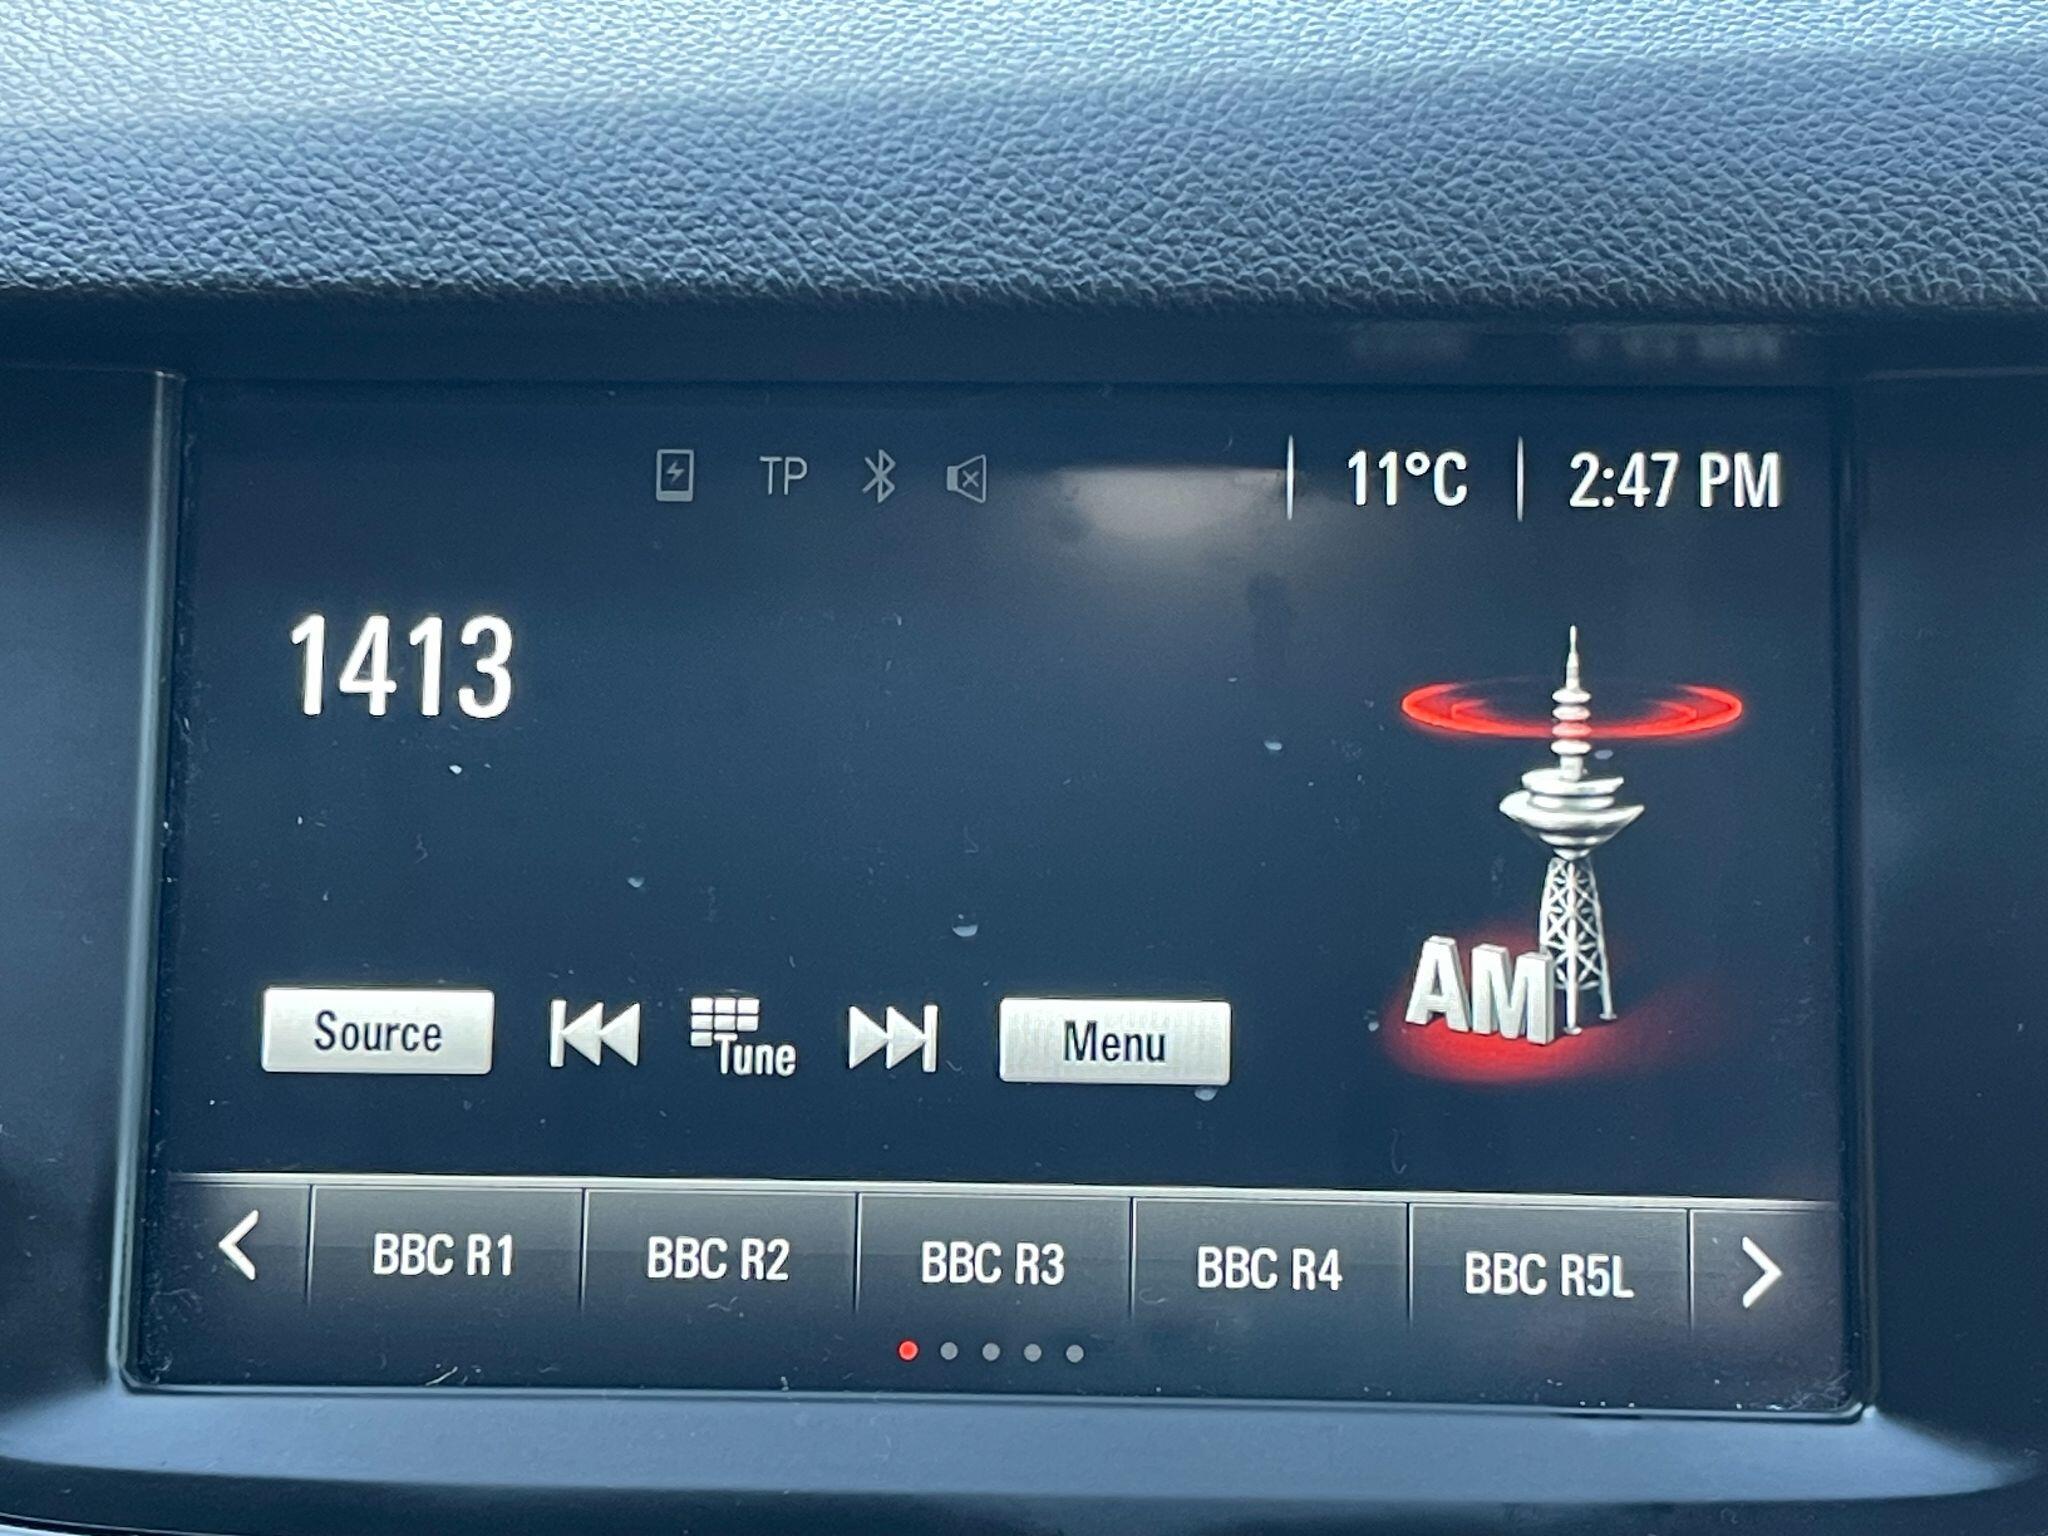 TP
11°C
2:47 PM
1413
AM
Source
Tune
Menu
BBC R1
BBC R2
BBC R3
BBC R4
BBC R5L